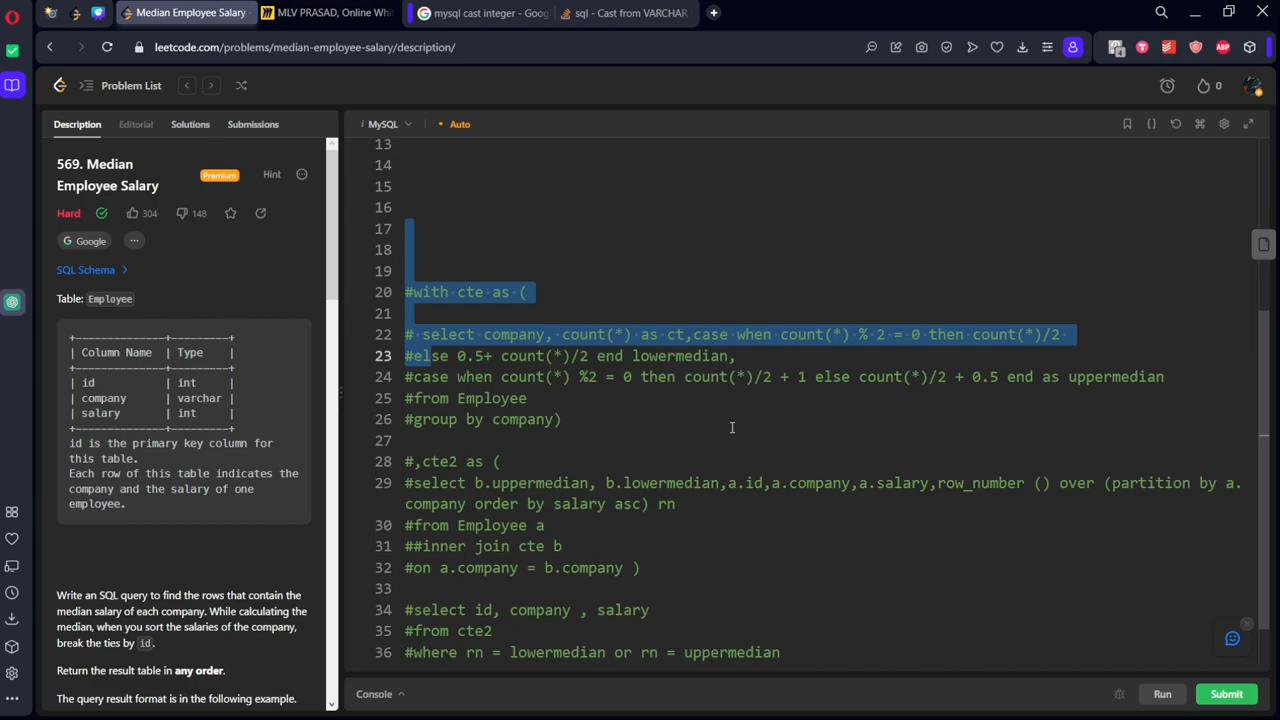 Median Employee Salary
MLV PRASAD, Online Whi
mysql cast integer - Goog
sql - Cast from VARCHAR
leetcode.com/problems/median-employee-salary/description/
4
ABP
Problem List
0
Description
Editorial
Solutions
Submissions
MySQL
Auto
569. Median
Employee Salary
Premium
Hint
Hard
304
148
Google
SQL Schema
Table: Employee
+-------------+---------+
| Column Name | Type |
+-------------+---------+
| id | int |
| company | varchar |
| salary | int |
+-------------+---------+
id is the primary key column for
this table.
Each row of this table indicates the
company and the salary of one
employee.
Write an SQL query to find the rows that contain the
median salary of each company. While calculating the
median, when you sort the salaries of the company,
break the ties by id.
Return the result table in any order.
The query result format is in the following example.
13
14
15
16
17
18
19
20 #with cte as (
21
22 # select company, count(*) as ct,case when count(*) % 2 = 0 then count(*)/2
23 #else 0.5+ count(*)/2 end lowermedian,
24 #case when count(*) %2 = 0 then count(*)/2 + 1 else count(*)/2 + 0.5 end as uppermedian
25 #from Employee
26 #group by company)
27
28 #,cte2 as (
29 #select b.uppermedian, b.lowermedian,a.id,a.company,a.salary,row_number () over (partition by a.
company order by salary asc) rn
30 #from Employee a
31 ##inner join cte b
32 #on a.company = b.company )
33
34 #select id, company , salary
35 #from cte2
36 #where rn = lowermedian or rn = uppermedian
Console
Run
Submit